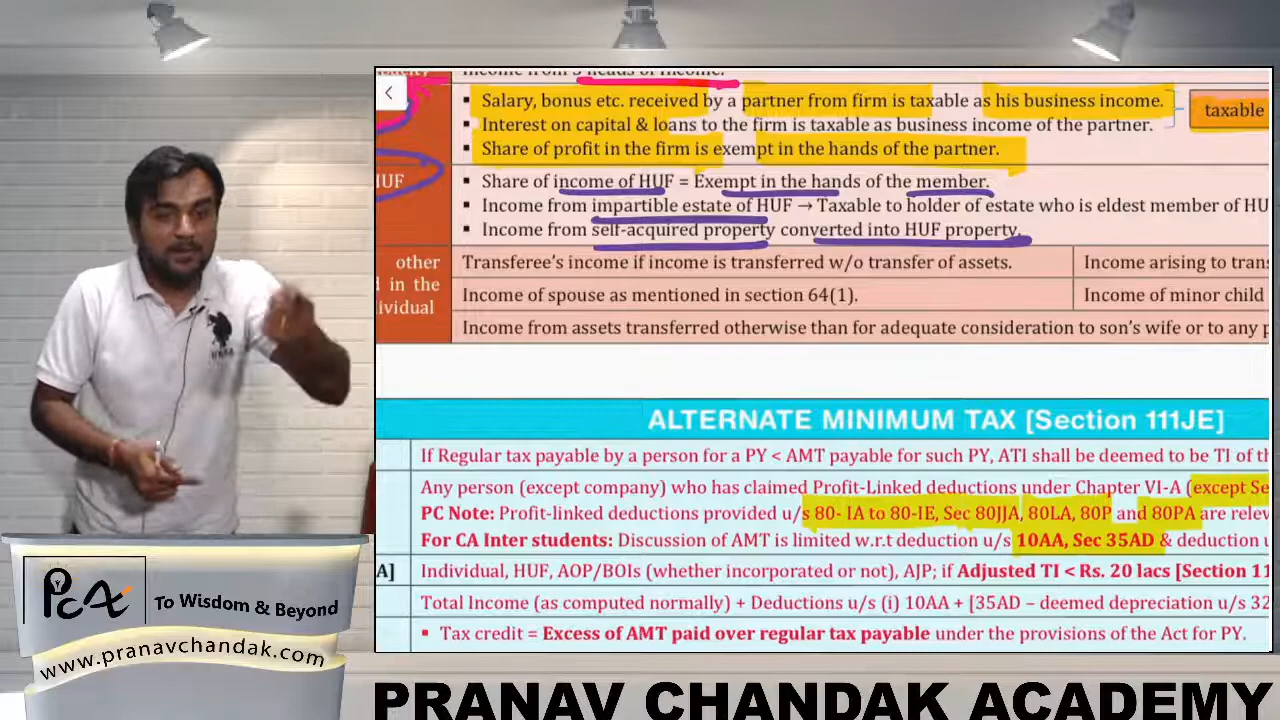 Income from 5 heads of Income.
Salary, bonus etc. received by a partner from firm is taxable as his business income.
taxable
Interest on capital & loans to the firm is taxable as business income of the partner.
Share of profit in the firm is exempt in the hands of the partner.
HUF
Share of income of HUF = Exempt in the hands of the member.
Income from impartible estate of HUF → Taxable to holder of estate who is eldest member of HU
Income from self-acquired property converted into HUF property.
other
d in the
ividual
Transferee's income if income is transferred w/o transfer of assets.
Income arising to trans
Income of spouse as mentioned in section 64(1).
Income of minor child
Income from assets transferred otherwise than for adequate consideration to son's wife or to any p
ALTERNATE MINIMUM TAX [Section 111JE]
If Regular tax payable by a person for a PY < AMT payable for such PY, ATI shall be deemed to be TI of th
Any person (except company) who has claimed Profit-Linked deductions under Chapter VI-A (except Se
PC Note: Profit-linked deductions provided u/s 80- IA to 80-IE, Sec 80JJA, 80LA, 80P and 80PA are relev
For CA Inter students: Discussion of AMT is limited w.r.t deduction u/s 10AA, Sec 35AD & deduction u
A]
Individual, HUF, AOP/BOIs (whether incorporated or not), AJP; if Adjusted TI < Rs. 20 lacs [Section 11
Total Income (as computed normally) + Deductions u/s (i) 10AA + [35AD – deemed depreciation u/s 32
Tax credit = Excess of AMT paid over regular tax payable under the provisions of the Act for PY.
PCA
To Wisdom & Beyond
www.pranavchandak.com
PRANAV CHANDAK ACADEMY